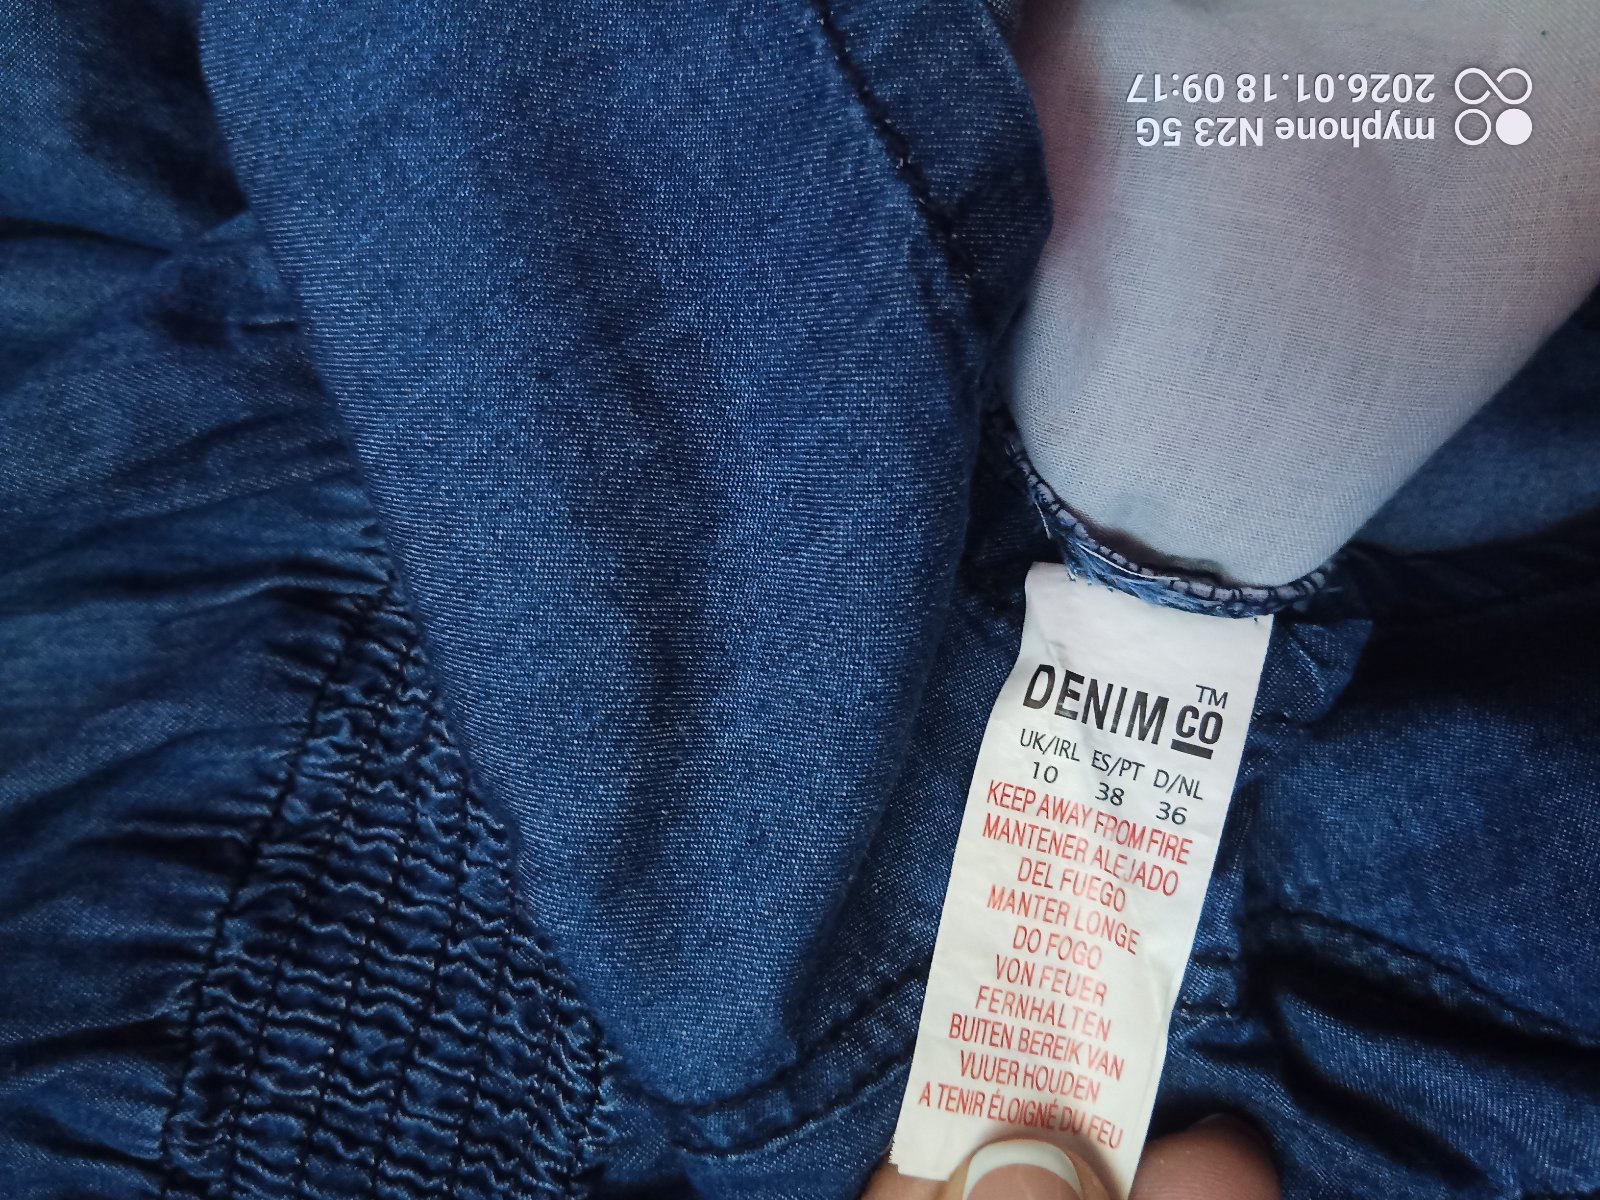 myphone N23 5G
2026.01.18 09:17
DENIM CO™
UK/IRL ES/PT D/NL
10 38 36
KEEP AWAY FROM FIRE
MANTENER ALEJADO
DEL FUEGO
MANTER LONGE
DO FOGO
VON FEUER
FERNHALTEN
BUITEN BEREIK VAN
VUUER HOUDEN
A TENIR ÉLOIGNÉ DU FEU